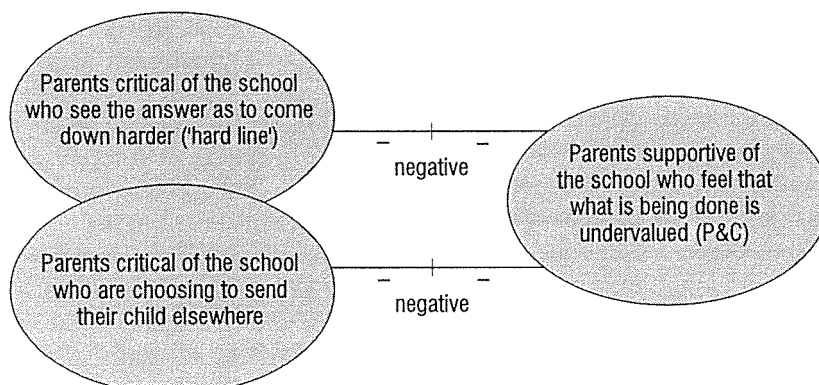 Parents critical of the school
who see the answer as to come
down harder ('hard line')
– –
negative
Parents supportive of
the school who feel that
what is being done is
undervalued (P&C)
Parents critical of the school
who are choosing to send
their child elsewhere
– –
negative